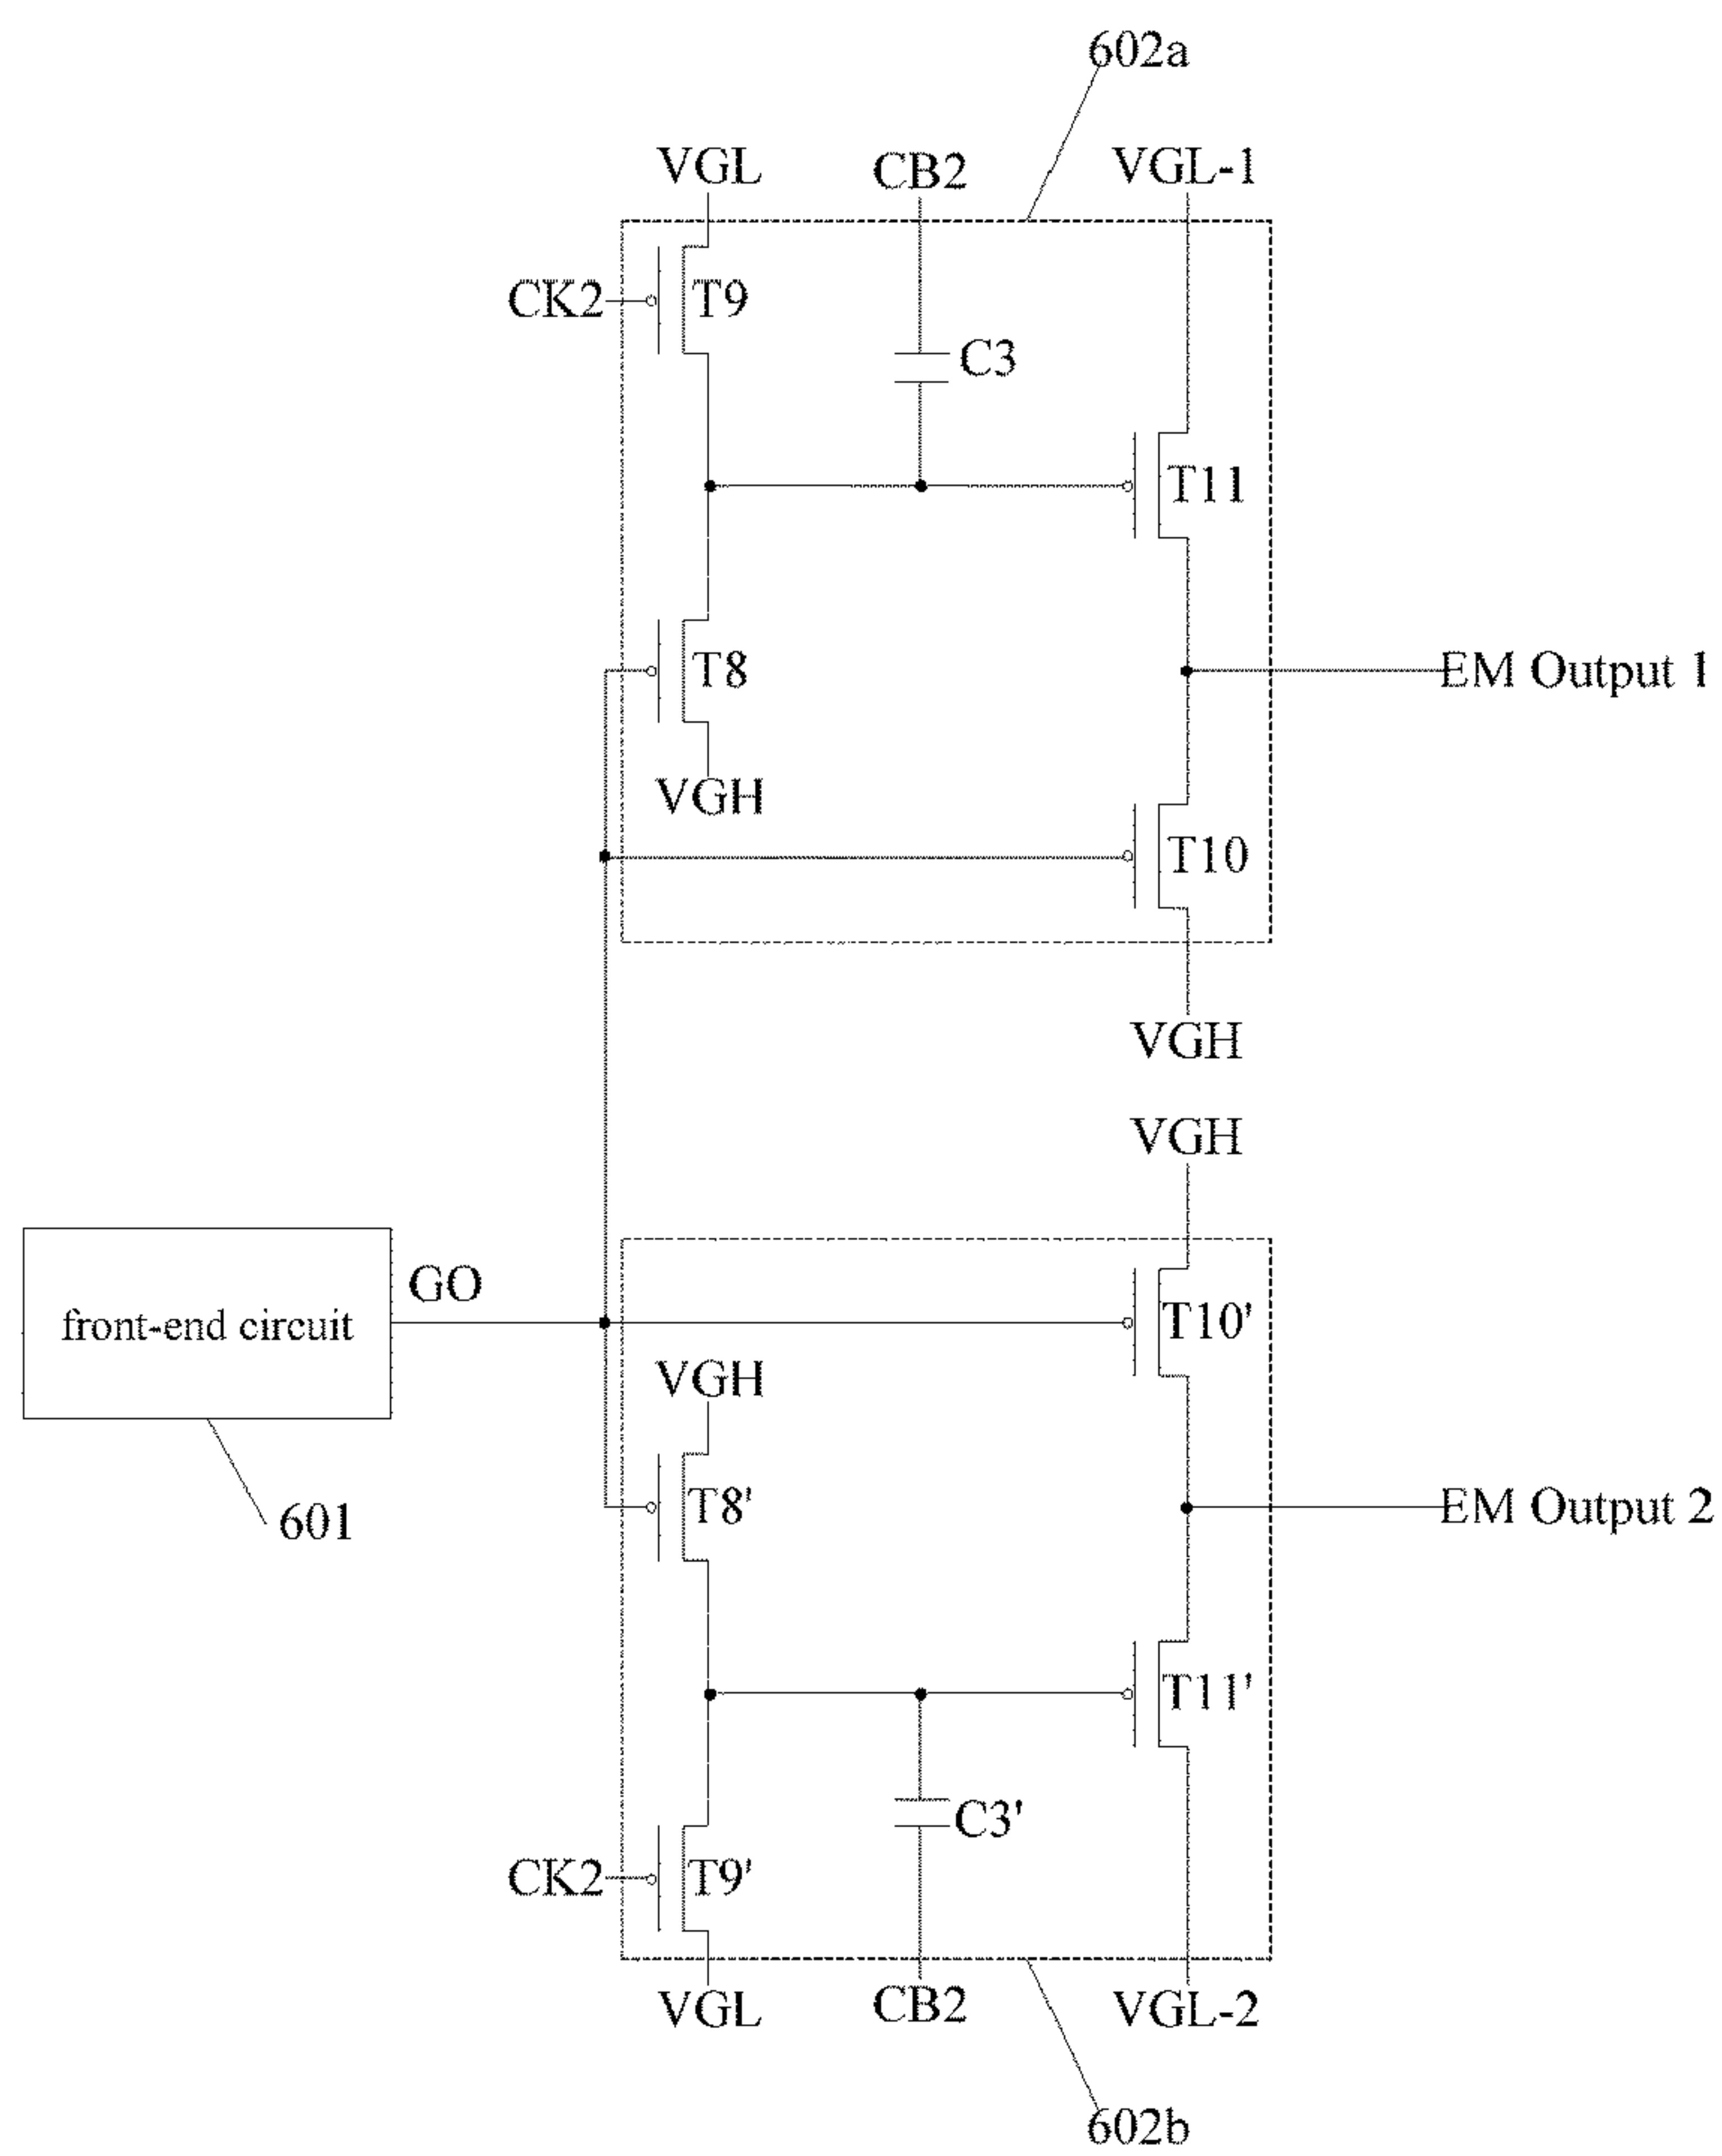 602a
VGL
CB2
VGL-1
CK2
T9
C3
T11
T8
EM Output 1
VGH
T10
VGH
VGH
GO
T10'
front-end circuit
VGH
T8'
EM Output 2
601
T11'
C3'
CK2
T9'
VGL
CB2
VGL-2
602b